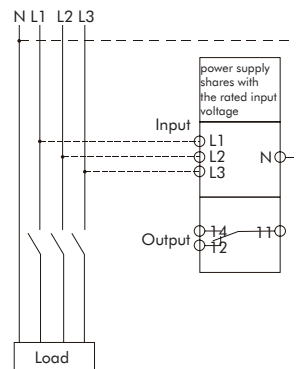 N L1 L2 L3
power supply
shares with
the rated input
voltage
Input
L1
L2
L3
N
Output
14
12
11
Load